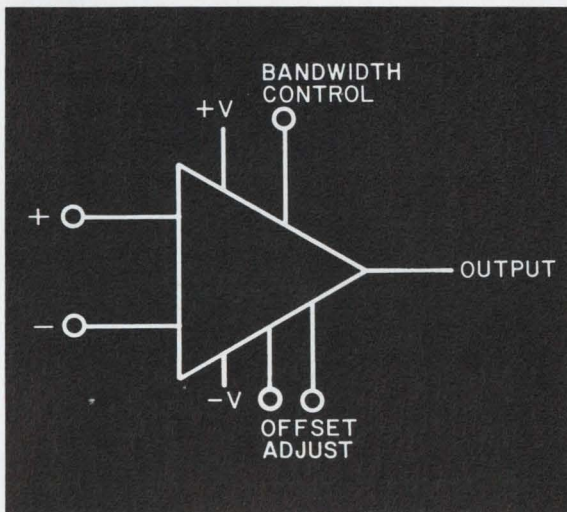 BANDWIDTH
CONTROL
+V
+
OUTPUT
-
-V
OFFSET
ADJUST